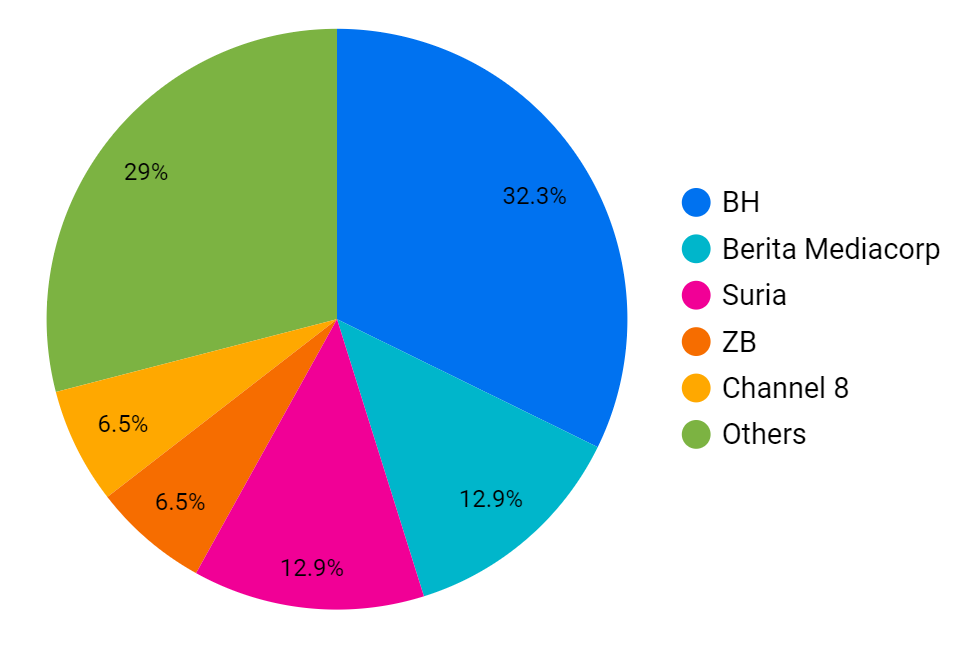 29%
32.3%
6.5%
6.5%
12.9%
12.9%
BH
Berita Mediacorp
Suria
ZB
Channel 8
Others